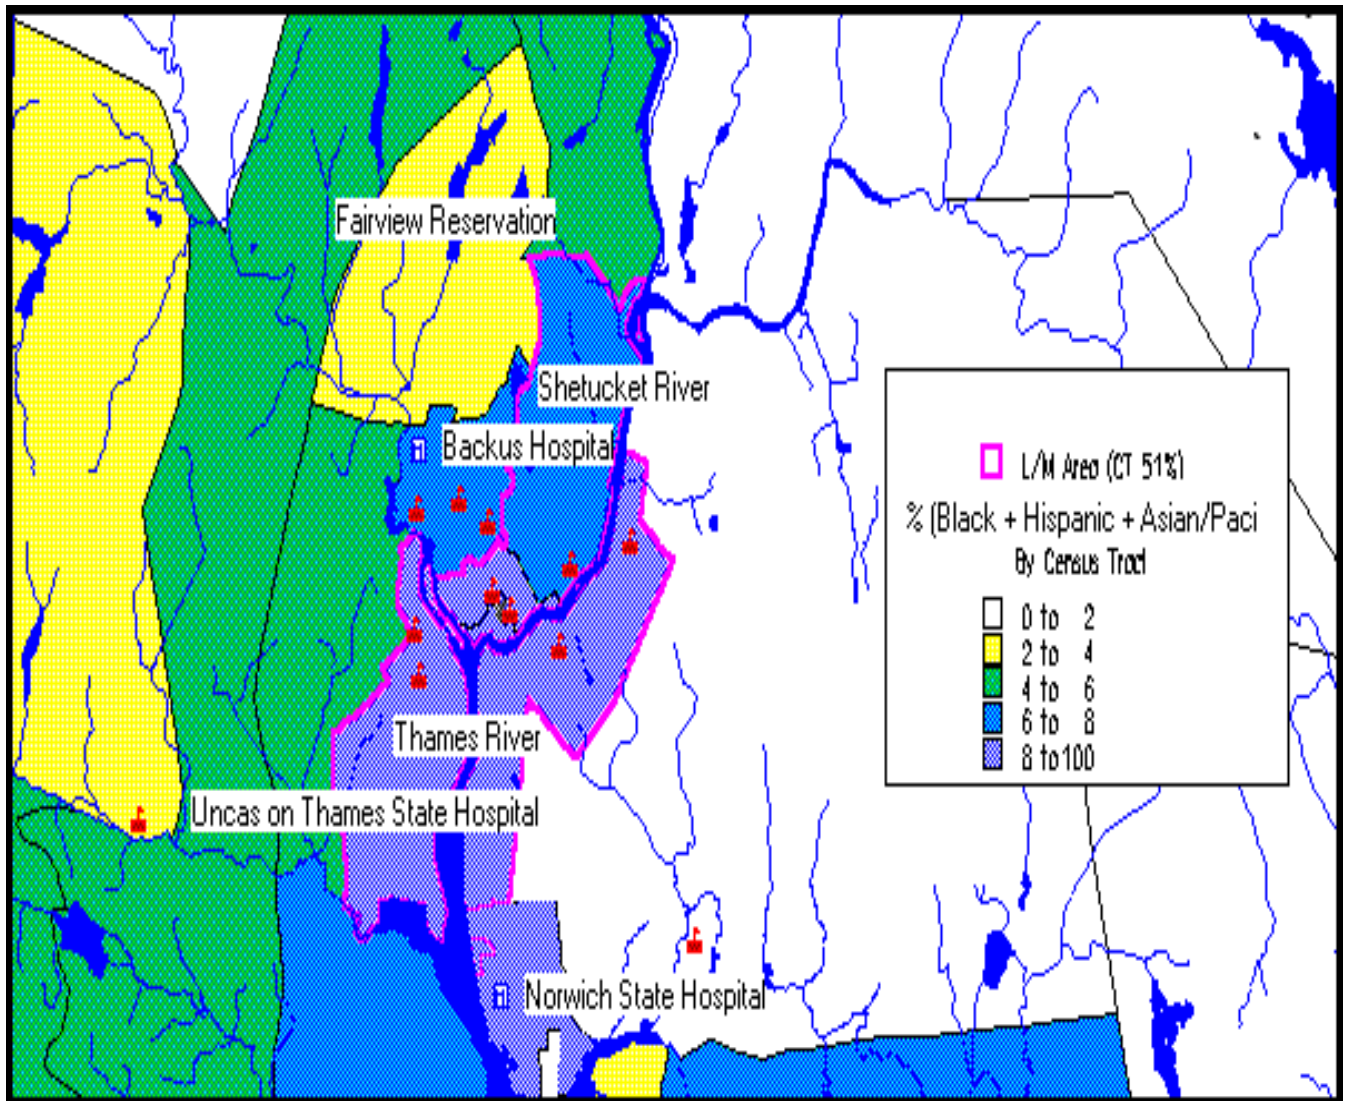 Fairview Reservation
Shetucket River
Backus Hospital
L/M Area (CT 51%)
% (Black + Hispanic + Asian/Paci
By Census Tract
0 to 2
2 to 4
4 to 6
6 to 8
8 to 100
Thames River
Uncas on Thames State Hospital
Norwich State Hospital